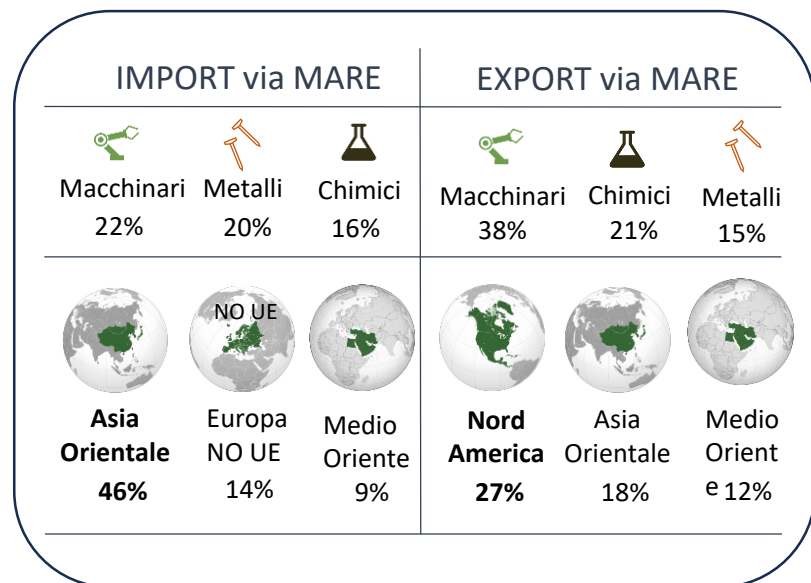 IMPORT via MARE
EXPORT via MARE
Macchinari
22%
Metalli
20%
Chimici
16%
Macchinari
38%
Chimici
21%
Metalli
15%
NO UE
Asia
Orientale
46%
Europa
NO UE
14%
Medio
Oriente
9%
Nord
America
27%
Asia
Orientale
18%
Medio
Orient
e 12%